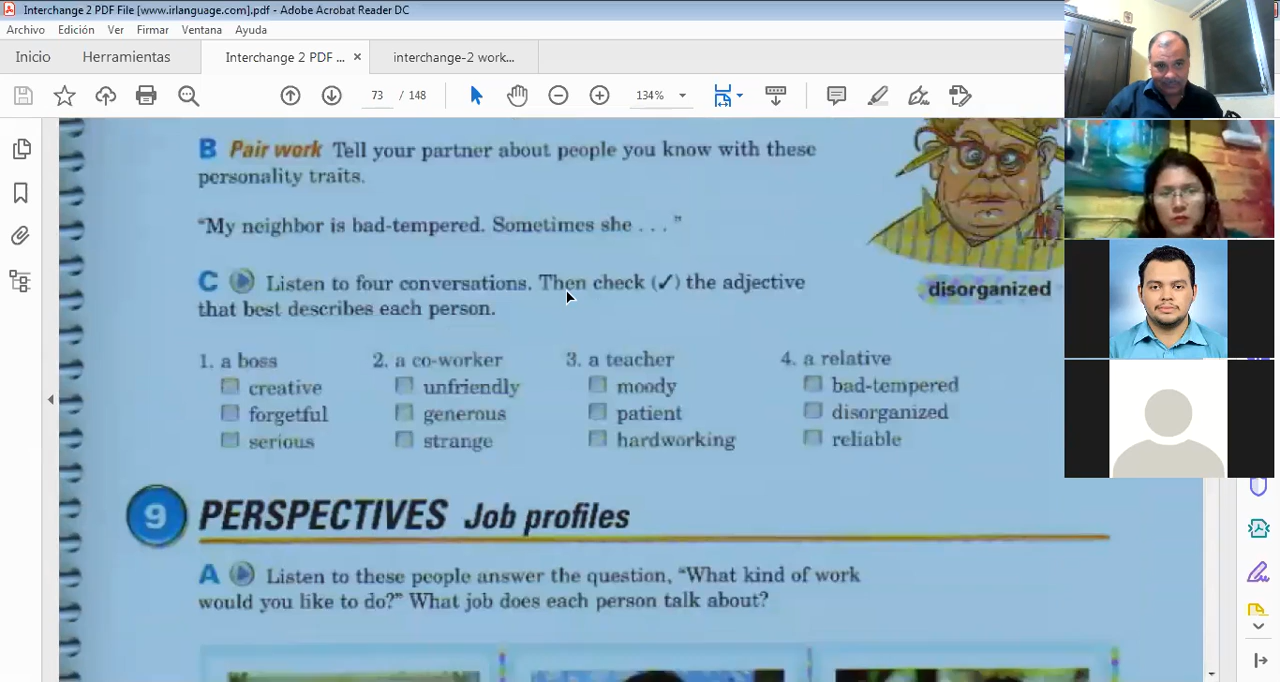 Interchange 2 PDF File [www.irlanguage.com].pdf - Adobe Acrobat Reader DC
Archivo Edición Ver Firmar Ventana Ayuda
Inicio Herramientas Interchange 2 PDF ... × interchange-2 work...
73 / 148 134%
B Pair work Tell your partner about people you know with these
personality traits.
"My neighbor is bad-tempered. Sometimes she . . . "
C Listen to four conversations. Then check (✓) the adjective
that best describes each person.
disorganized
1. a boss
creative
forgetful
serious
2. a co-worker
unfriendly
generous
strange
3. a teacher
moody
patient
hardworking
4. a relative
bad-tempered
disorganized
reliable
9 PERSPECTIVES Job profiles
A Listen to these people answer the question, "What kind of work
would you like to do?" What job does each person talk about?